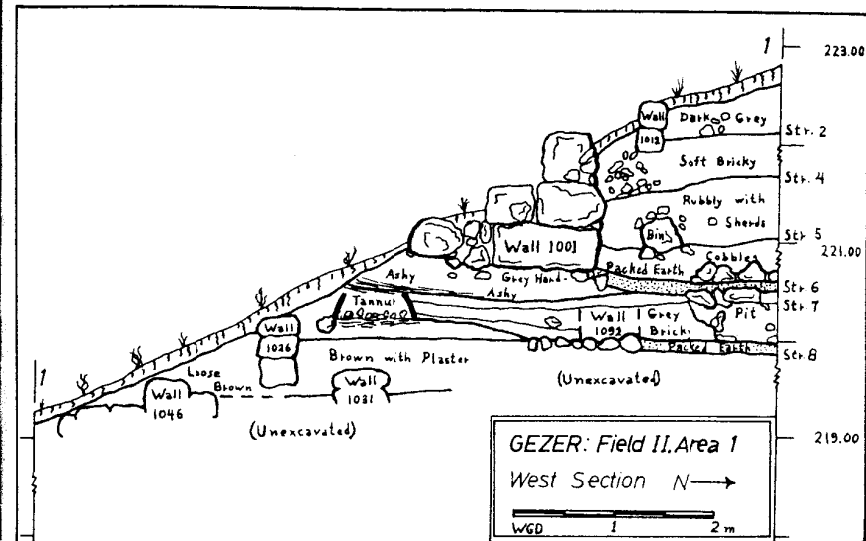 1 223.00
Wall
1012
Dark Grey
Str. 2
Soft Bricky
Str. 4
Rubbly with
Sherds
Bin
Str 5
221.00
Wall 1001
Packed Earth
Cobbles
Ashy
Grey Hard-
Ashy
Str 6
Str 7
Tannur
Wall
1092
Grey
Brick
Pit
Packed Earth
Str. 8
Wall
1026
Brown with Plaster
(Unexcavated)
1
Loose
Brown
Wall
1046
Wall
1031
(Unexcavated)
219.00
GEZER: Field II, Area 1
West Section N
WGD 1 2 m